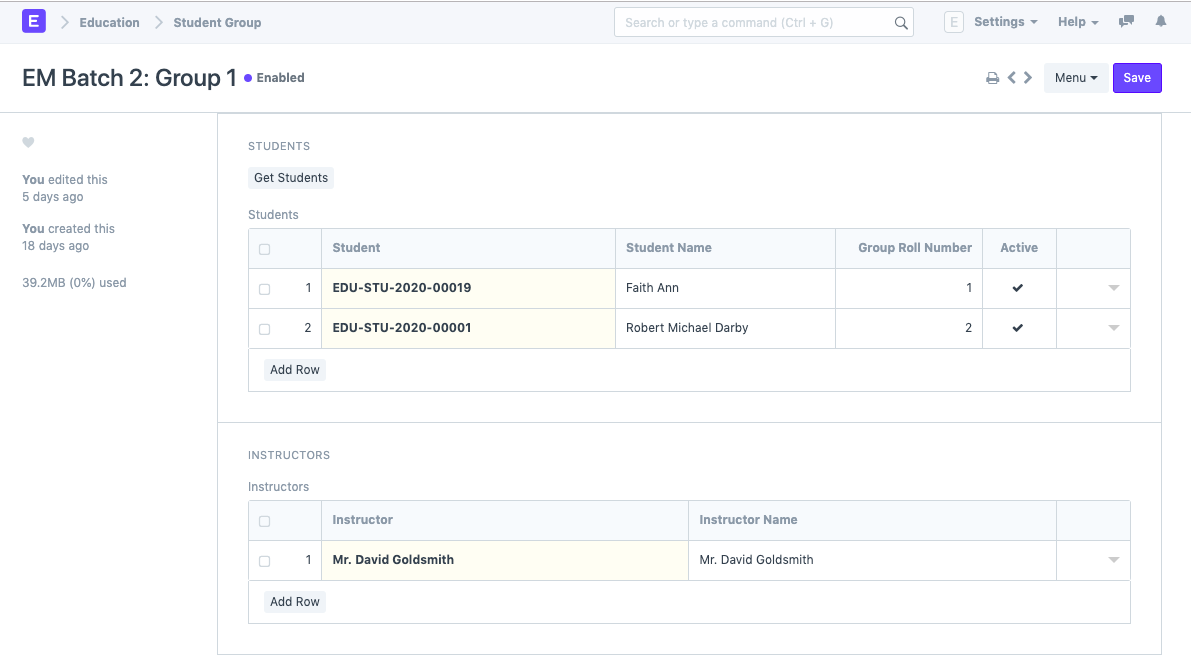 E Education Student Group Search or type a command (Ctrl + G) E Settings Help
EM Batch 2: Group 1 Enabled Menu Save
You edited this
5 days ago
You created this
18 days ago
39.2MB (0%) used
STUDENTS
Get Students
Students
Student Student Name Group Roll Number Active
1 EDU-STU-2020-00019 Faith Ann 1
2 EDU-STU-2020-00001 Robert Michael Darby 2
Add Row
INSTRUCTORS
Instructors
Instructor Instructor Name
1 Mr. David Goldsmith Mr. David Goldsmith
Add Row